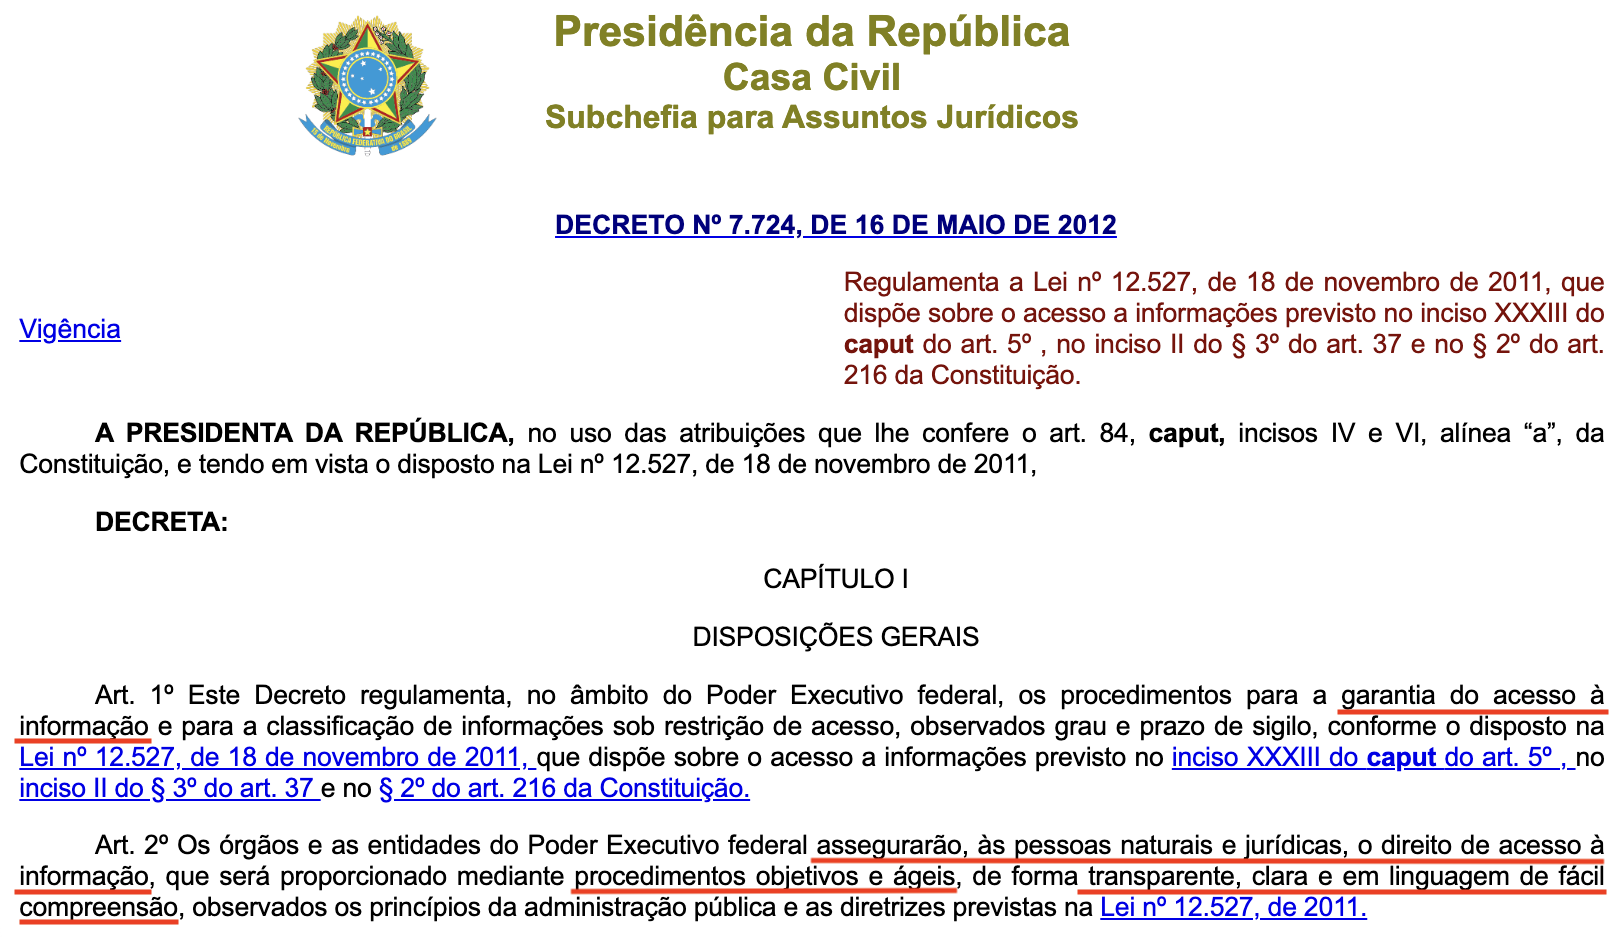 Presidência da República
Casa Civil
Subchefia para Assuntos Jurídicos
REPÚBLICA FEDERATIVA DO BRASIL
15 de Novembro de 1889
DECRETO Nº 7.724, DE 16 DE MAIO DE 2012
Vigência
Regulamenta a Lei nº 12.527, de 18 de novembro de 2011, que
dispõe sobre o acesso a informações previsto no inciso XXXIII do
caput do art. 5º , no inciso II do § 3º do art. 37 e no § 2º do art.
216 da Constituição.
A PRESIDENTA DA REPÚBLICA, no uso das atribuições que lhe confere o art. 84, caput, incisos IV e VI, alínea “a”, da
Constituição, e tendo em vista o disposto na Lei nº 12.527, de 18 de novembro de 2011,
DECRETA:
CAPÍTULO I
DISPOSIÇÕES GERAIS
Art. 1º Este Decreto regulamenta, no âmbito do Poder Executivo federal, os procedimentos para a garantia do acesso à
informação e para a classificação de informações sob restrição de acesso, observados grau e prazo de sigilo, conforme o disposto na
Lei nº 12.527, de 18 de novembro de 2011, que dispõe sobre o acesso a informações previsto no inciso XXXIII do caput do art. 5º , no
inciso II do § 3º do art. 37 e no § 2º do art. 216 da Constituição.
Art. 2º Os órgãos e as entidades do Poder Executivo federal assegurarão, às pessoas naturais e jurídicas, o direito de acesso à
informação, que será proporcionado mediante procedimentos objetivos e ágeis, de forma transparente, clara e em linguagem de fácil
compreensão, observados os princípios da administração pública e as diretrizes previstas na Lei nº 12.527, de 2011.